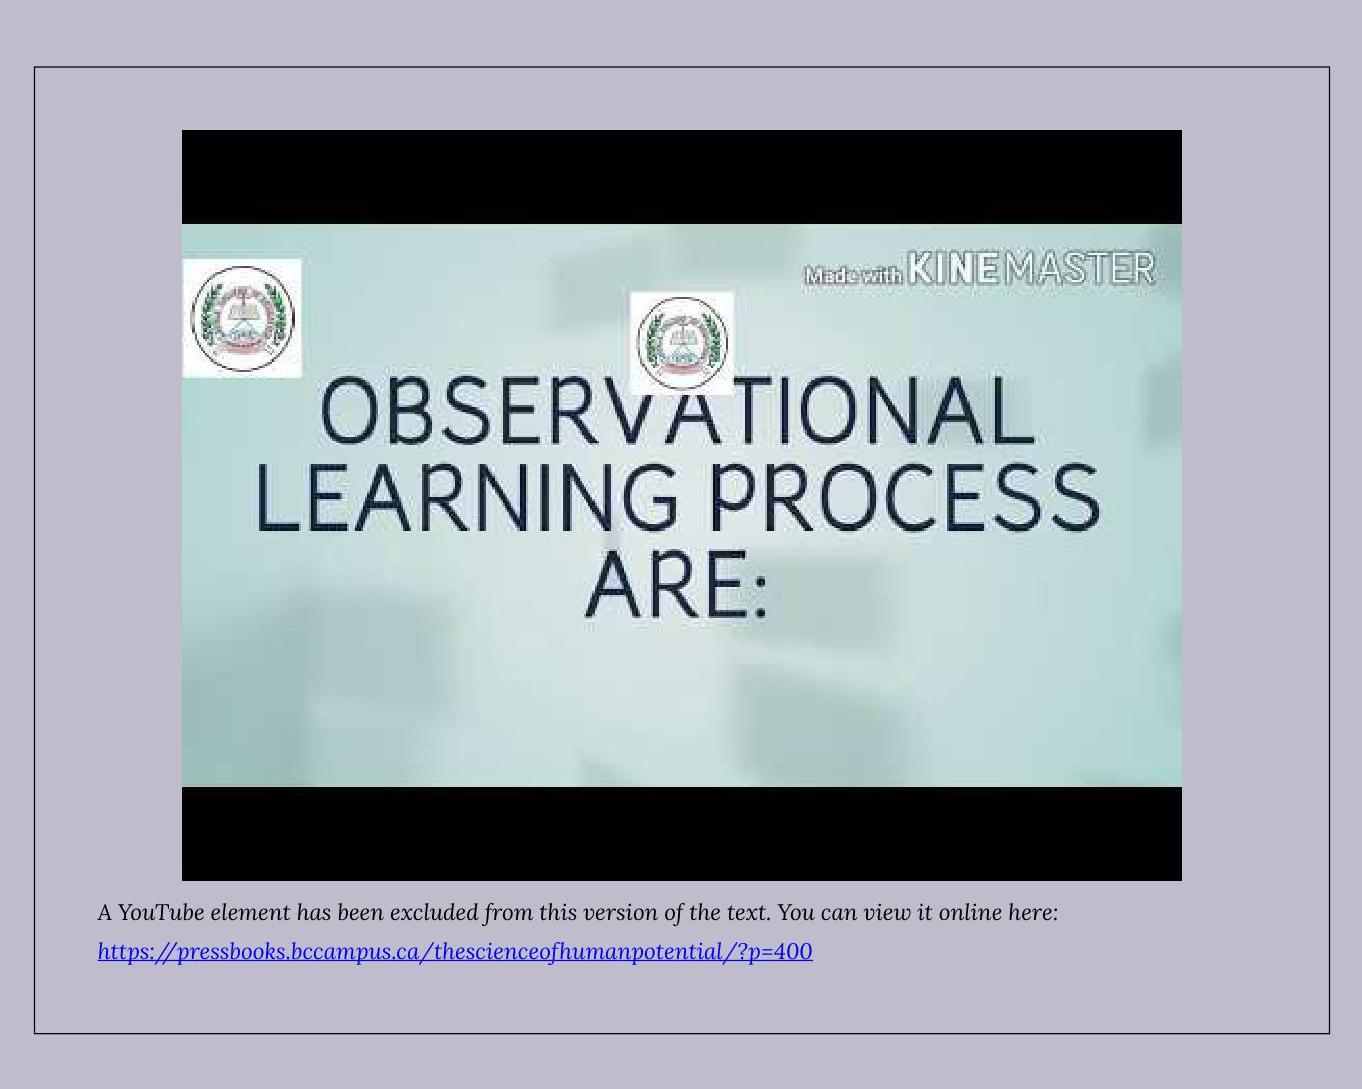 Made with KINEMASTER
OBSERVATIONAL
LEARNING PROCESS
ARE:
A YouTube element has been excluded from this version of the text. You can view it online here:
https://pressbooks.bccampus.ca/thescienceofhumanpotential/?p=400